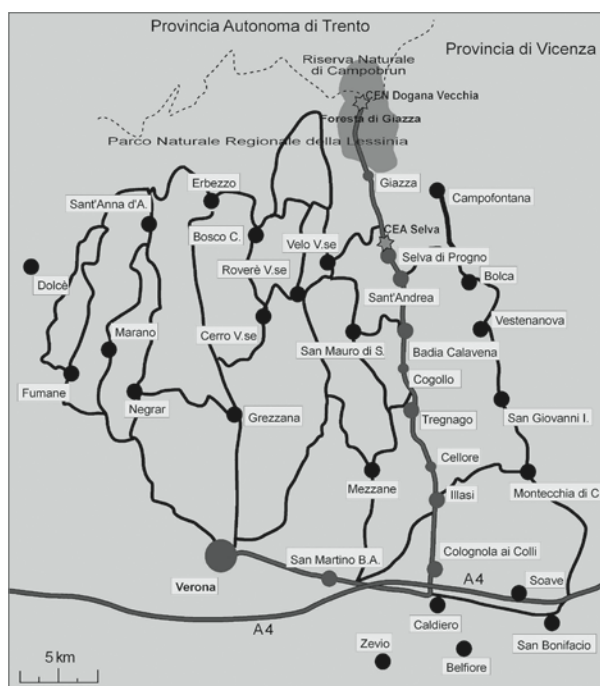 Provincia Autonoma di Trento
Provincia di Vicenza
Riserva Naturale
di Campobrun
CEN Dogana Vecchia
Foresta di Giazza
Parco Naturale Regionale della Lessinia
Giazza
Erbezzo
Campofontana
Sant'Anna d'A.
CEA Selva
Bosco C.
Velo V.se
Selva di Progno
Roverè V.se
Bolca
Dolcè
Sant'Andrea
Vestenanova
Marano
Cerro V.se
San Mauro di S.
Badia Calavena
Cogollo
Fumane
Negrar
Grezzana
Tregnago
San Giovanni I.
Cellore
Mezzane
Illasi
Montecchia di C
San Martino B.A.
Colognola ai Colli
Verona
A4
Soave
A4
Caldiero
San Bonifacio
Zevio
Belfiore
5 km